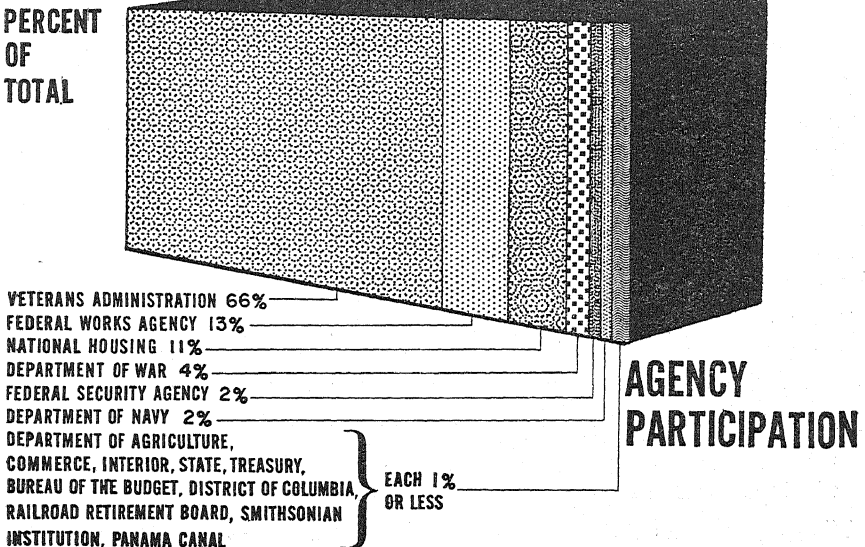 PERCENT
OF
TOTAL
VETERANS ADMINISTRATION 66%
FEDERAL WORKS AGENCY 13%
NATIONAL HOUSING 11%
DEPARTMENT OF WAR 4%
FEDERAL SECURITY AGENCY 2%
DEPARTMENT OF NAVY 2%
DEPARTMENT OF AGRICULTURE,
COMMERCE, INTERIOR, STATE, TREASURY,
BUREAU OF THE BUDGET, DISTRICT OF COLUMBIA,
RAILROAD RETIREMENT BOARD, SMITHSONIAN
INSTITUTION, PANAMA CANAL
EACH 1%
OR LESS
AGENCY
PARTICIPATION